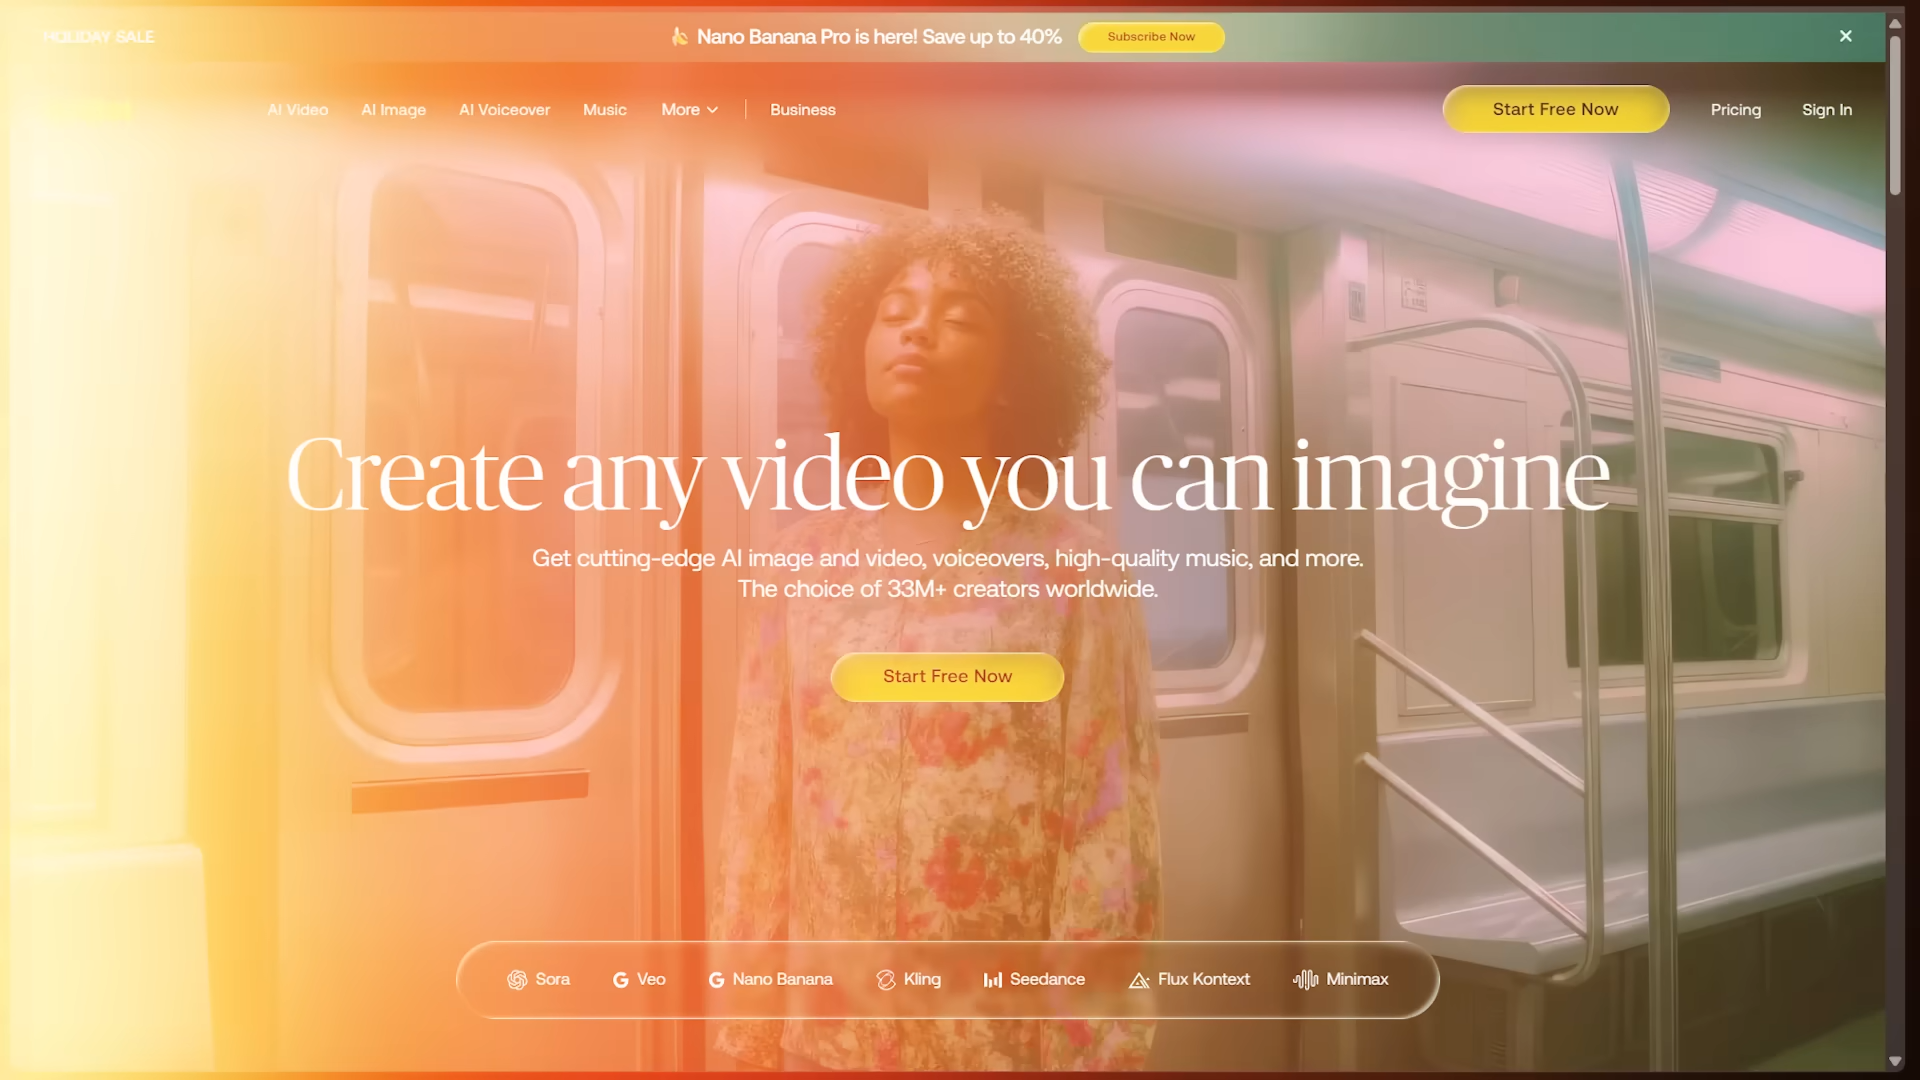 HOLIDAY SALE
Nano Banana Pro is here! Save up to 40%
Subscribe Now
AI Video
AI Image
AI Voiceover
Music
More
Business
Start Free Now
Pricing
Sign In
Create any video you can imagine
Get cutting-edge AI image and video, voiceovers, high-quality music, and more.
The choice of 33M+ creators worldwide.
Start Free Now
Sora
Veo
Nano Banana
Kling
Seedance
Flux Kontext
Minimax